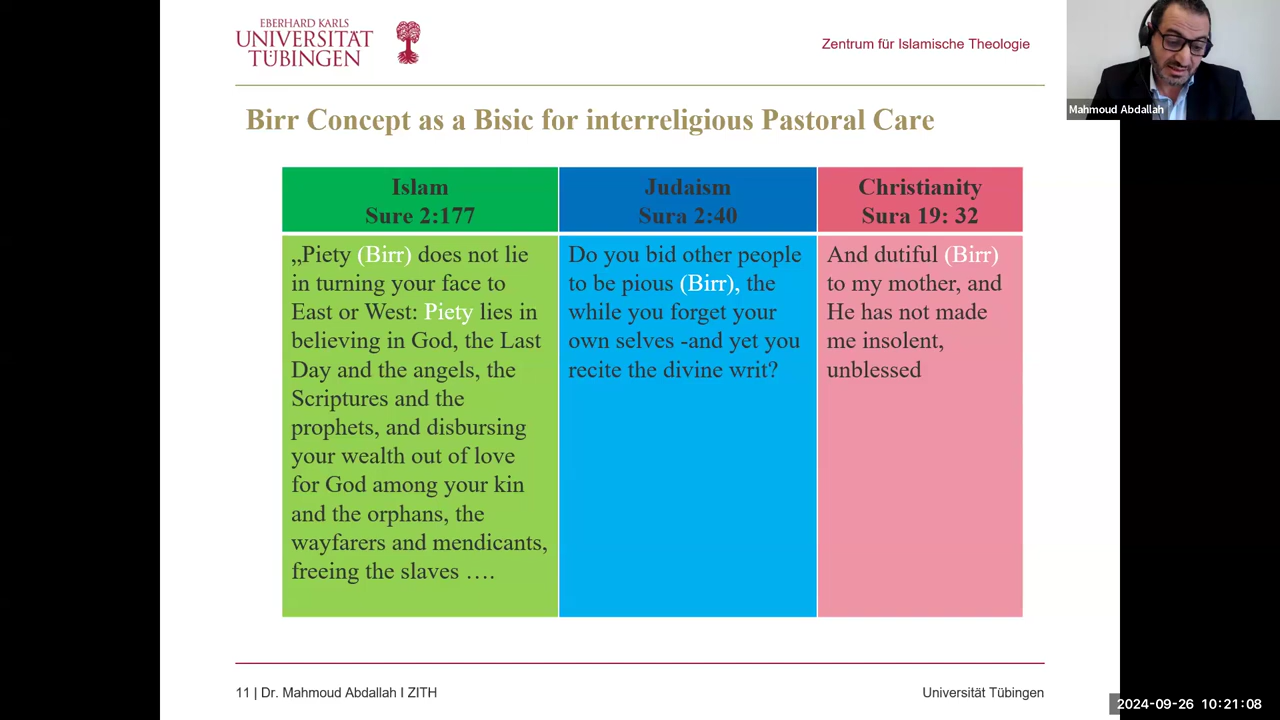 EBERHARD KARLS
UNIVERSITÄT
TÜBINGEN
Zentrum für Islamische Theologie
Mahmoud Abdallah
Birr Concept as a Bisic for interreligious Pastoral Care
Islam
Sure 2:177
„Piety (Birr) does not lie
in turning your face to
East or West: Piety lies in
believing in God, the Last
Day and the angels, the
Scriptures and the
prophets, and disbursing
your wealth out of love
for God among your kin
and the orphans, the
wayfarers and mendicants,
freeing the slaves ….
Judaism
Sura 2:40
Do you bid other people
to be pious (Birr), the
while you forget your
own selves -and yet you
recite the divine writ?
Christianity
Sura 19: 32
And dutiful (Birr)
to my mother, and
He has not made
me insolent,
unblessed
11 | Dr. Mahmoud Abdallah I ZITH
Universität Tübingen
2024-09-26 10:21:08